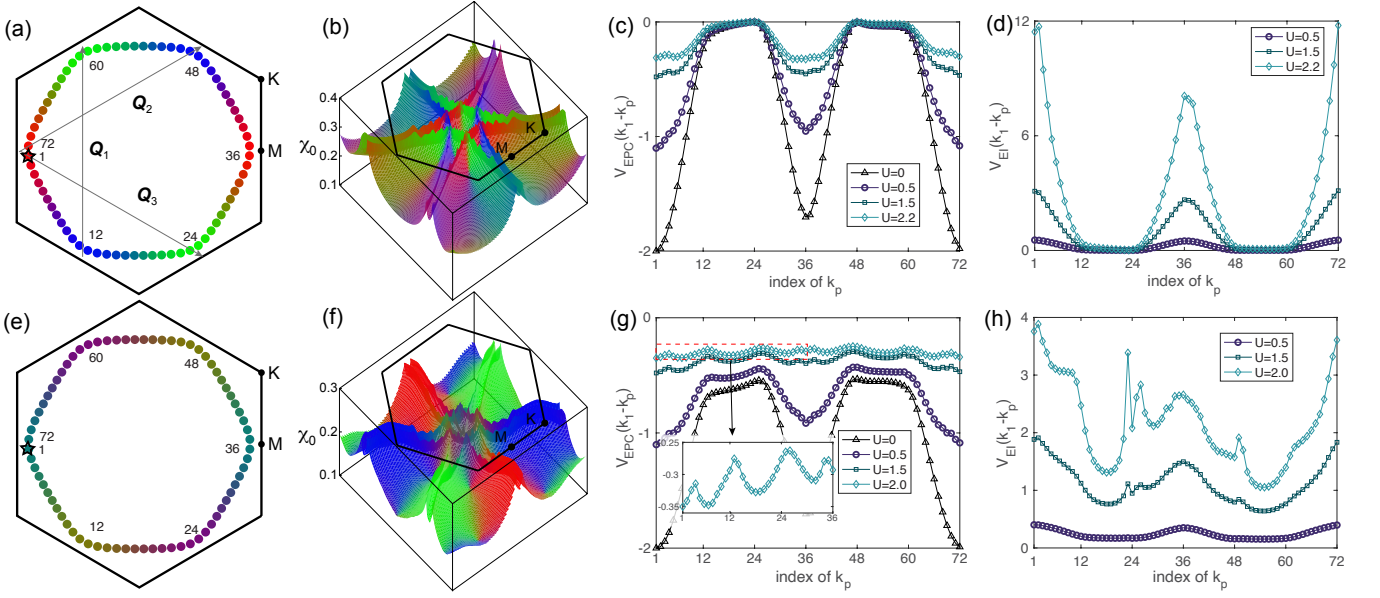 (a)
60
48
K
Q2
72
1
Q1
36
M
Q3
12
24
(b)
0.4
0.3
χ0
0.2
0.1
K
M
(c)
0
-1
-2
VEPC(k1-kp)
U=0
U=0.5
U=1.5
U=2.2
1 12 24 36 48 60 72
index of kp
(d)
12
9
6
3
0
VEI(k1-kp)
U=0.5
U=1.5
U=2.2
1 12 24 36 48 60 72
index of kp
(e)
60
48
K
72
1
36
M
12
24
(f)
0.3
χ0
0.2
0.1
K
M
(g)
0
-1
-2
VEPC(k1-kp)
-0.25
-0.3
-0.35
1 12 24 36
U=0
U=0.5
U=1.5
U=2.0
1 12 24 36 48 60 72
index of kp
(h)
4
3
2
1
0
VEI(k1-kp)
U=0.5
U=1.5
U=2.0
1 12 24 36 48 60 72
index of kp